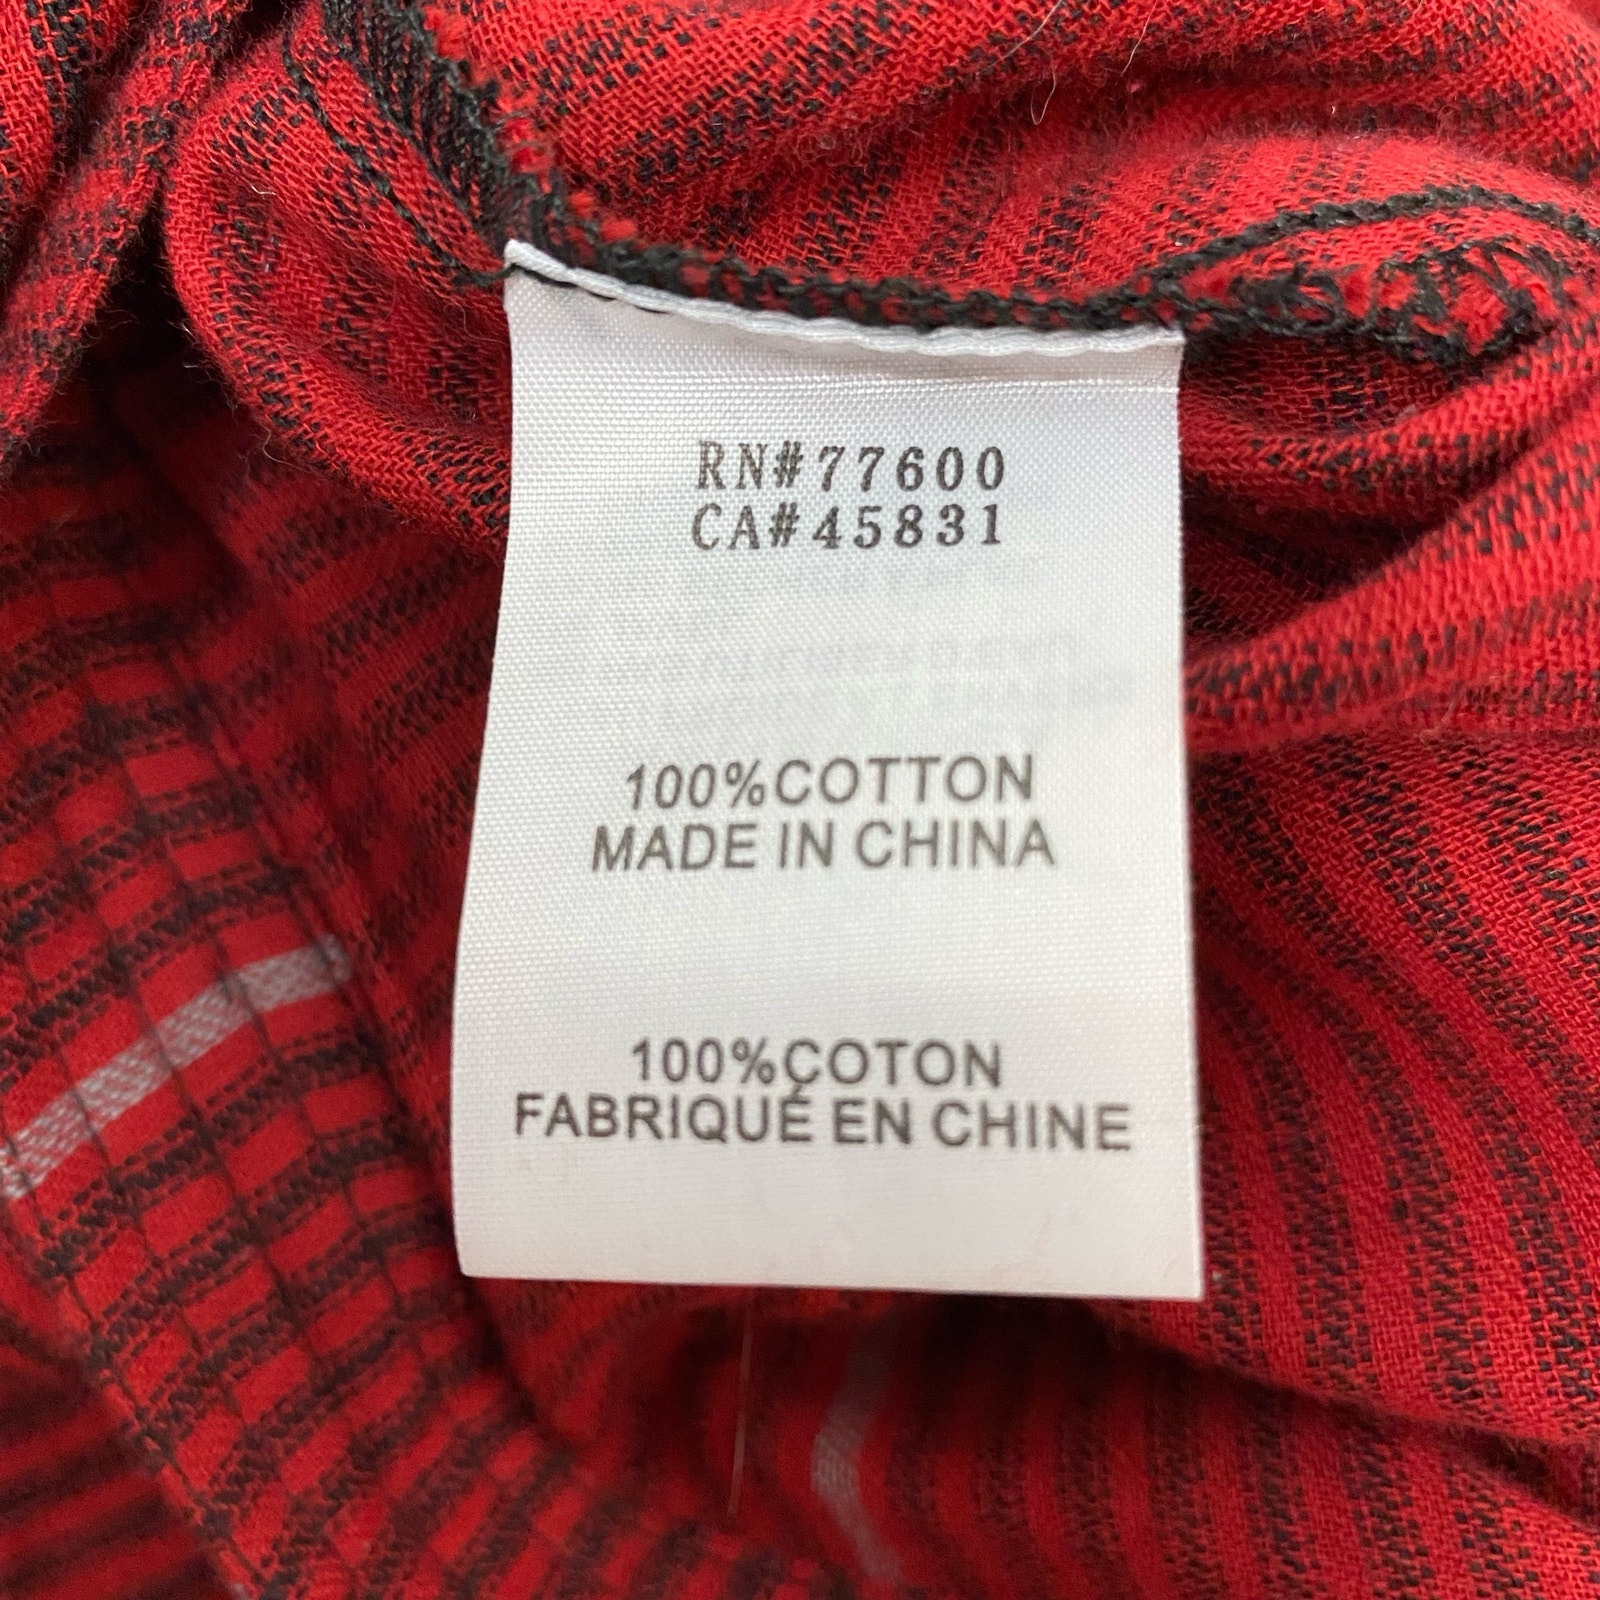 RN#77600
CA#45831
100%COTTON
MADE IN CHINA
100%COTON
FABRIQUÉ EN CHINE